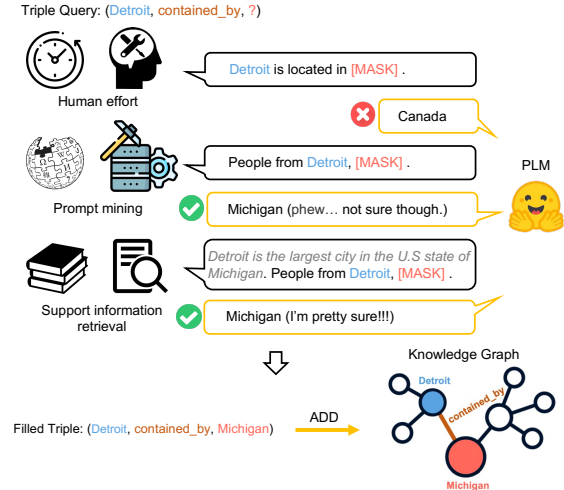 Triple Query: (Detroit, contained_by, ?)
Detroit is located in [MASK] .
Human effort
Canada
People from Detroit, [MASK] .
PLM
Prompt mining
Michigan (phew… not sure though.)
Detroit is the largest city in the U.S state of
Michigan. People from Detroit, [MASK] .
Support information
retrieval
Michigan (I'm pretty sure!!!)
Knowledge Graph
Detroit
contained_by
Filled Triple: (Detroit, contained_by, Michigan)
ADD
Michigan